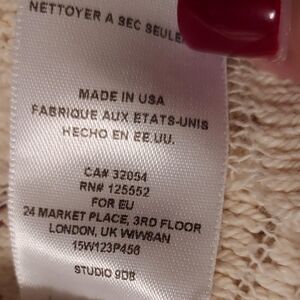 NETTOYER A SEC SEULE
MADE IN USA
FABRIQUE AUX ETATS-UNIS
HECHO EN EE.UU.
CA# 32054
RN# 125552
FOR EU
24 MARKET PLACE, 3RD FLOOR
LONDON, UK WIW8AN
15W123P456
STUDIO 9DB